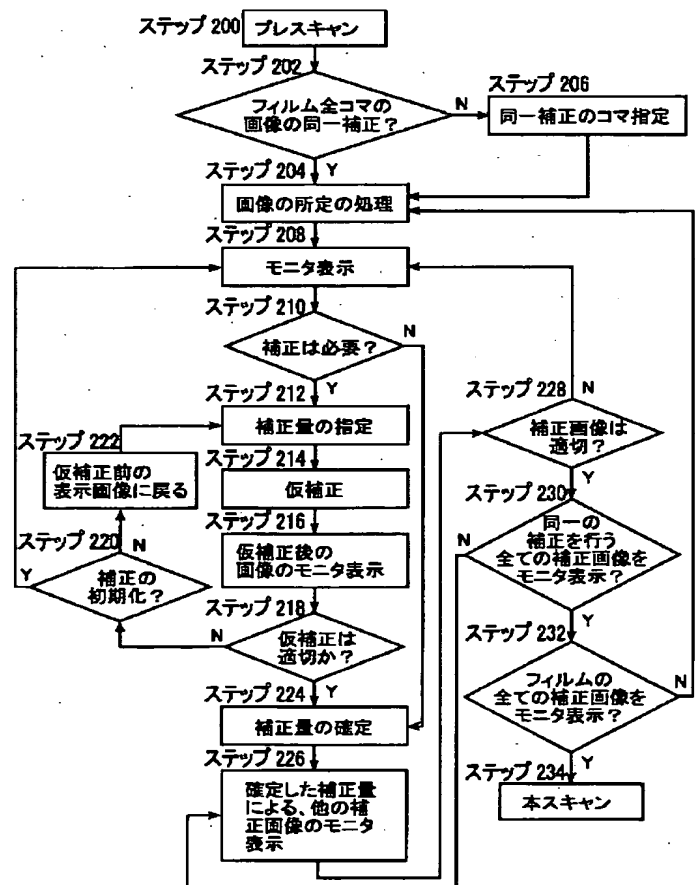 ステップ 200
プレスキャン
ステップ 202
フィルム全コマの
画像の同一補正？
N
Y
ステップ 206
同一補正のコマ指定
ステップ 204
画像の所定の処理
ステップ 208
モニタ表示
ステップ 210
補正は必要？
N
Y
ステップ 212
補正量の指定
ステップ 214
仮補正
ステップ 216
仮補正後の
画像のモニタ表示
ステップ 218
仮補正は
適切か？
N
Y
ステップ 222
仮補正前の
表示画像に戻る
ステップ 220
N
Y
補正の
初期化？
ステップ 224
補正量の確定
ステップ 226
確定した補正量
による、他の補
正画像のモニタ
表示
ステップ 228
N
補正画像は
適切？
Y
ステップ 230
N
同一の
補正を行う
全ての補正画像を
モニタ表示？
Y
ステップ 232
フィルムの
全ての補正画像を
モニタ表示？
N
Y
ステップ 234
本スキャン